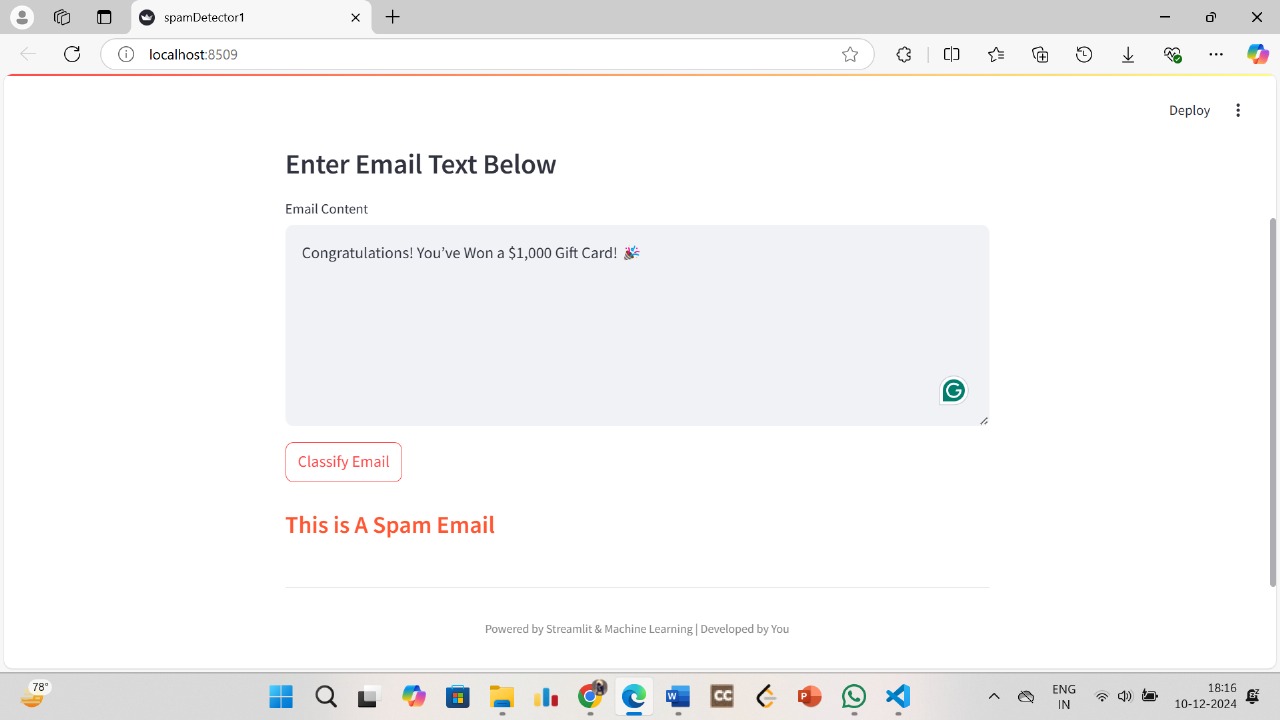 spamDetector1
localhost:8509
Deploy
Enter Email Text Below
Email Content
Congratulations! You’ve Won a $1,000 Gift Card! 🎉
Classify Email
This is A Spam Email
Powered by Streamlit & Machine Learning | Developed by You
78°
CC
ENG
IN
18:16
10-12-2024